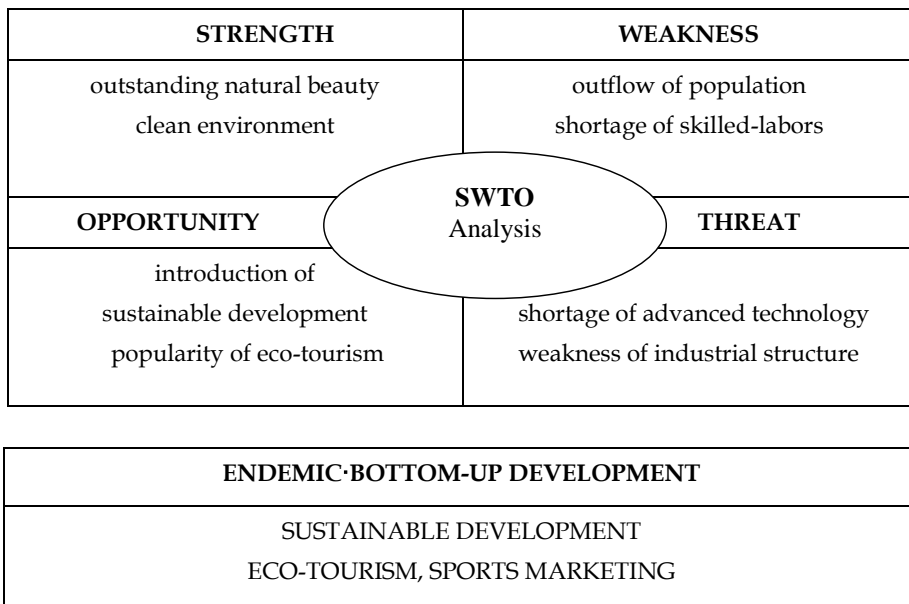 STRENGTH
WEAKNESS
outstanding natural beauty
clean environment
outflow of population
shortage of skilled-labors
SWTO
Analysis
OPPORTUNITY
THREAT
introduction of
sustainable development
popularity of eco-tourism
shortage of advanced technology
weakness of industrial structure
ENDEMIC·BOTTOM-UP DEVELOPMENT
SUSTAINABLE DEVELOPMENT
ECO-TOURISM, SPORTS MARKETING